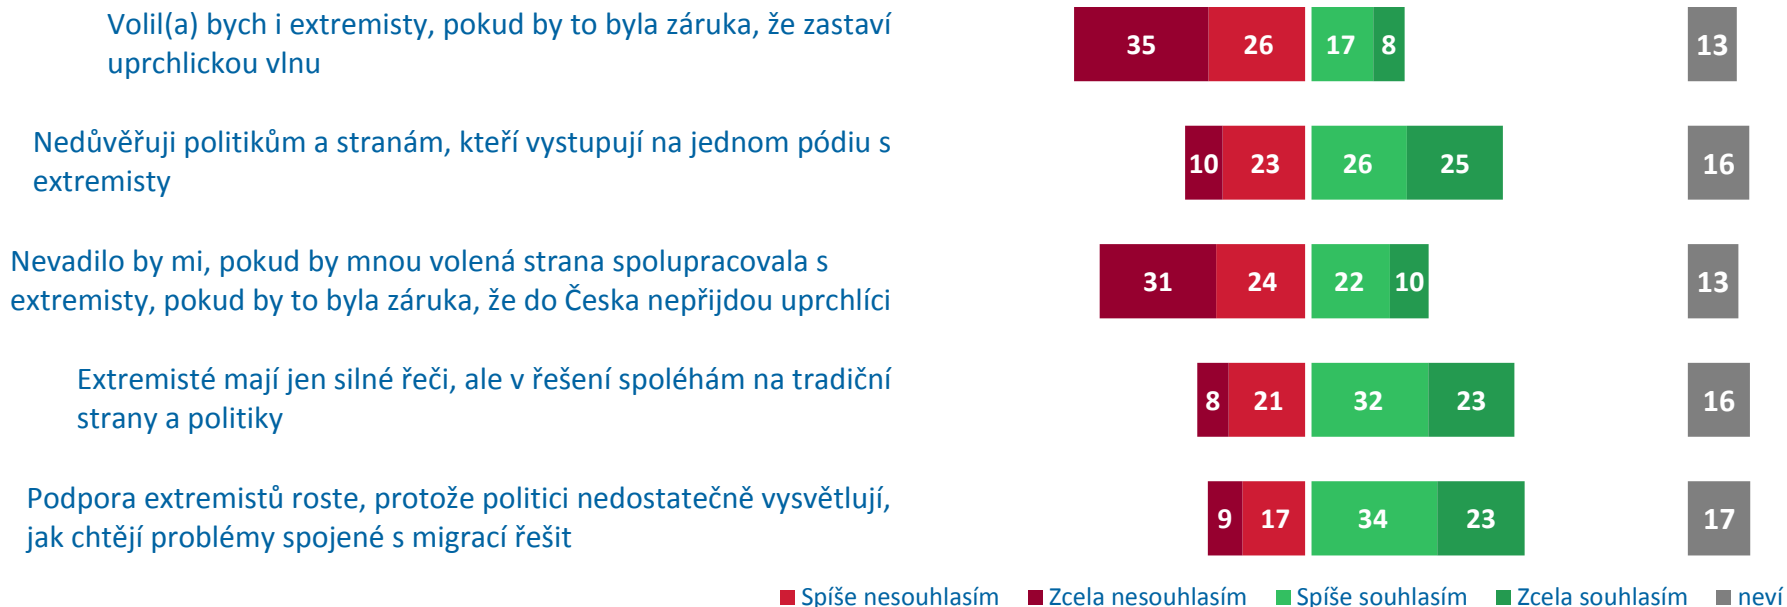 Volil(a) bych i extremisty, pokud by to byla záruka, že zastaví
uprchlickou vlnu
35 26 17 8 13
Nedůvěřuji politikům a stranám, kteří vystupují na jednom pódiu s
extremisty
10 23 26 25 16
Nevadilo by mi, pokud by mnou volená strana spolupracovala s
extremisty, pokud by to byla záruka, že do Česka nepřijdou uprchlíci
31 24 22 10 13
Extremisté mají jen silné řeči, ale v řešení spoléhám na tradiční
strany a politiky
8 21 32 23 16
Podpora extremistů roste, protože politici nedostatečně vysvětlují,
jak chtějí problémy spojené s migrací řešit
9 17 34 23 17
Spíše nesouhlasím Zcela nesouhlasím Spíše souhlasím Zcela souhlasím neví